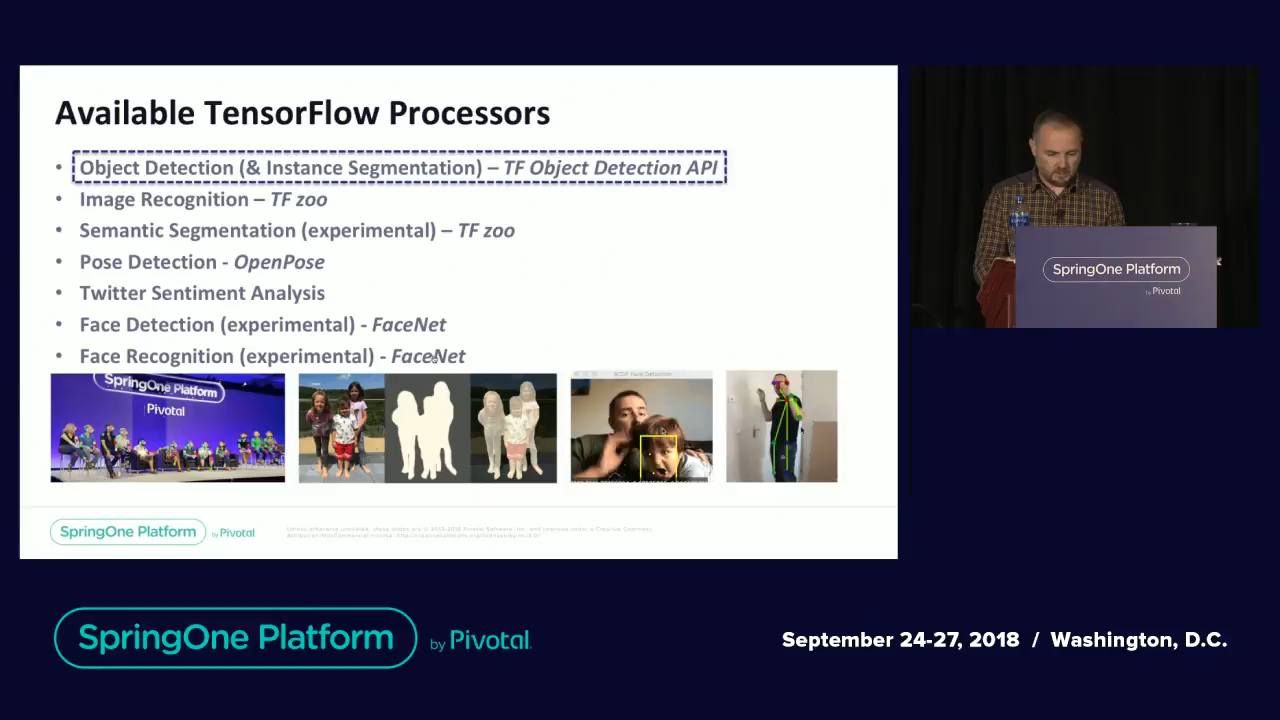 Available TensorFlow Processors
• Object Detection (& Instance Segmentation) – TF Object Detection API
• Image Recognition – TF zoo
• Semantic Segmentation (experimental) – TF zoo
• Pose Detection - OpenPose
• Twitter Sentiment Analysis
• Face Detection (experimental) - FaceNet
• Face Recognition (experimental) - FaceNet
SpringOne Platform
Pivotal
SpringOne Platform by Pivotal
SpringOne Platform
by Pivotal
SpringOne Platform by Pivotal
September 24-27, 2018 / Washington, D.C.